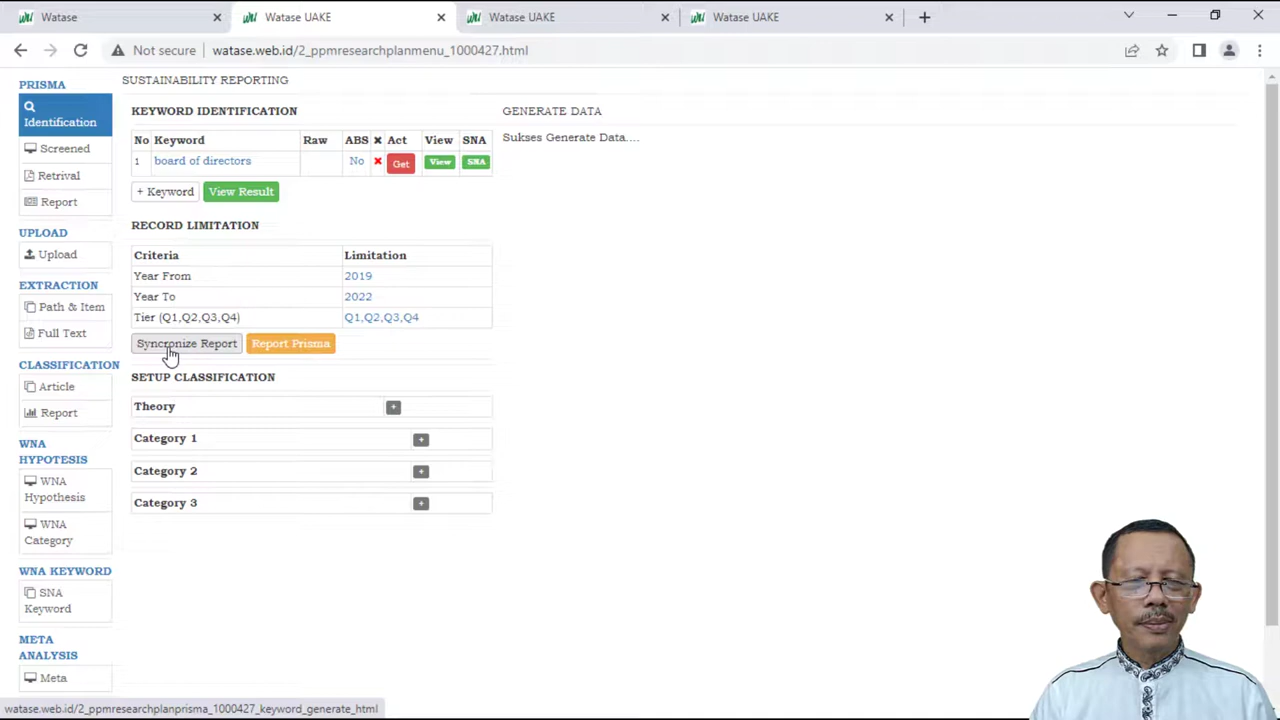 Watase
Watase UAKE
Watase UAKE
Watase UAKE
Not secure
watase.web.id/2_ppmresearchplanmenu_1000427.html
PRISMA
Identification
Screened
Retrival
Report
UPLOAD
Upload
EXTRACTION
Path & Item
Full Text
CLASSIFICATION
Article
Report
WNA
HYPOTESIS
WNA
Hypothesis
WNA
Category
WNA KEYWORD
SNA
Keyword
META
ANALYSIS
Meta
SUSTAINABILITY REPORTING
KEYWORD IDENTIFICATION
No Keyword Raw ABS Act View SNA
1 board of directors No Get View SNA
+ Keyword View Result
RECORD LIMITATION
Criteria Limitation
Year From 2019
Year To 2022
Tier (Q1,Q2,Q3,Q4) Q1,Q2,Q3,Q4
Syncronize Report Report Prisma
SETUP CLASSIFICATION
Theory +
Category 1 +
Category 2 +
Category 3 +
GENERATE DATA
Sukses Generate Data....
watase.web.id/2_ppmresearchplanprisma_1000427_keyword_generate_html